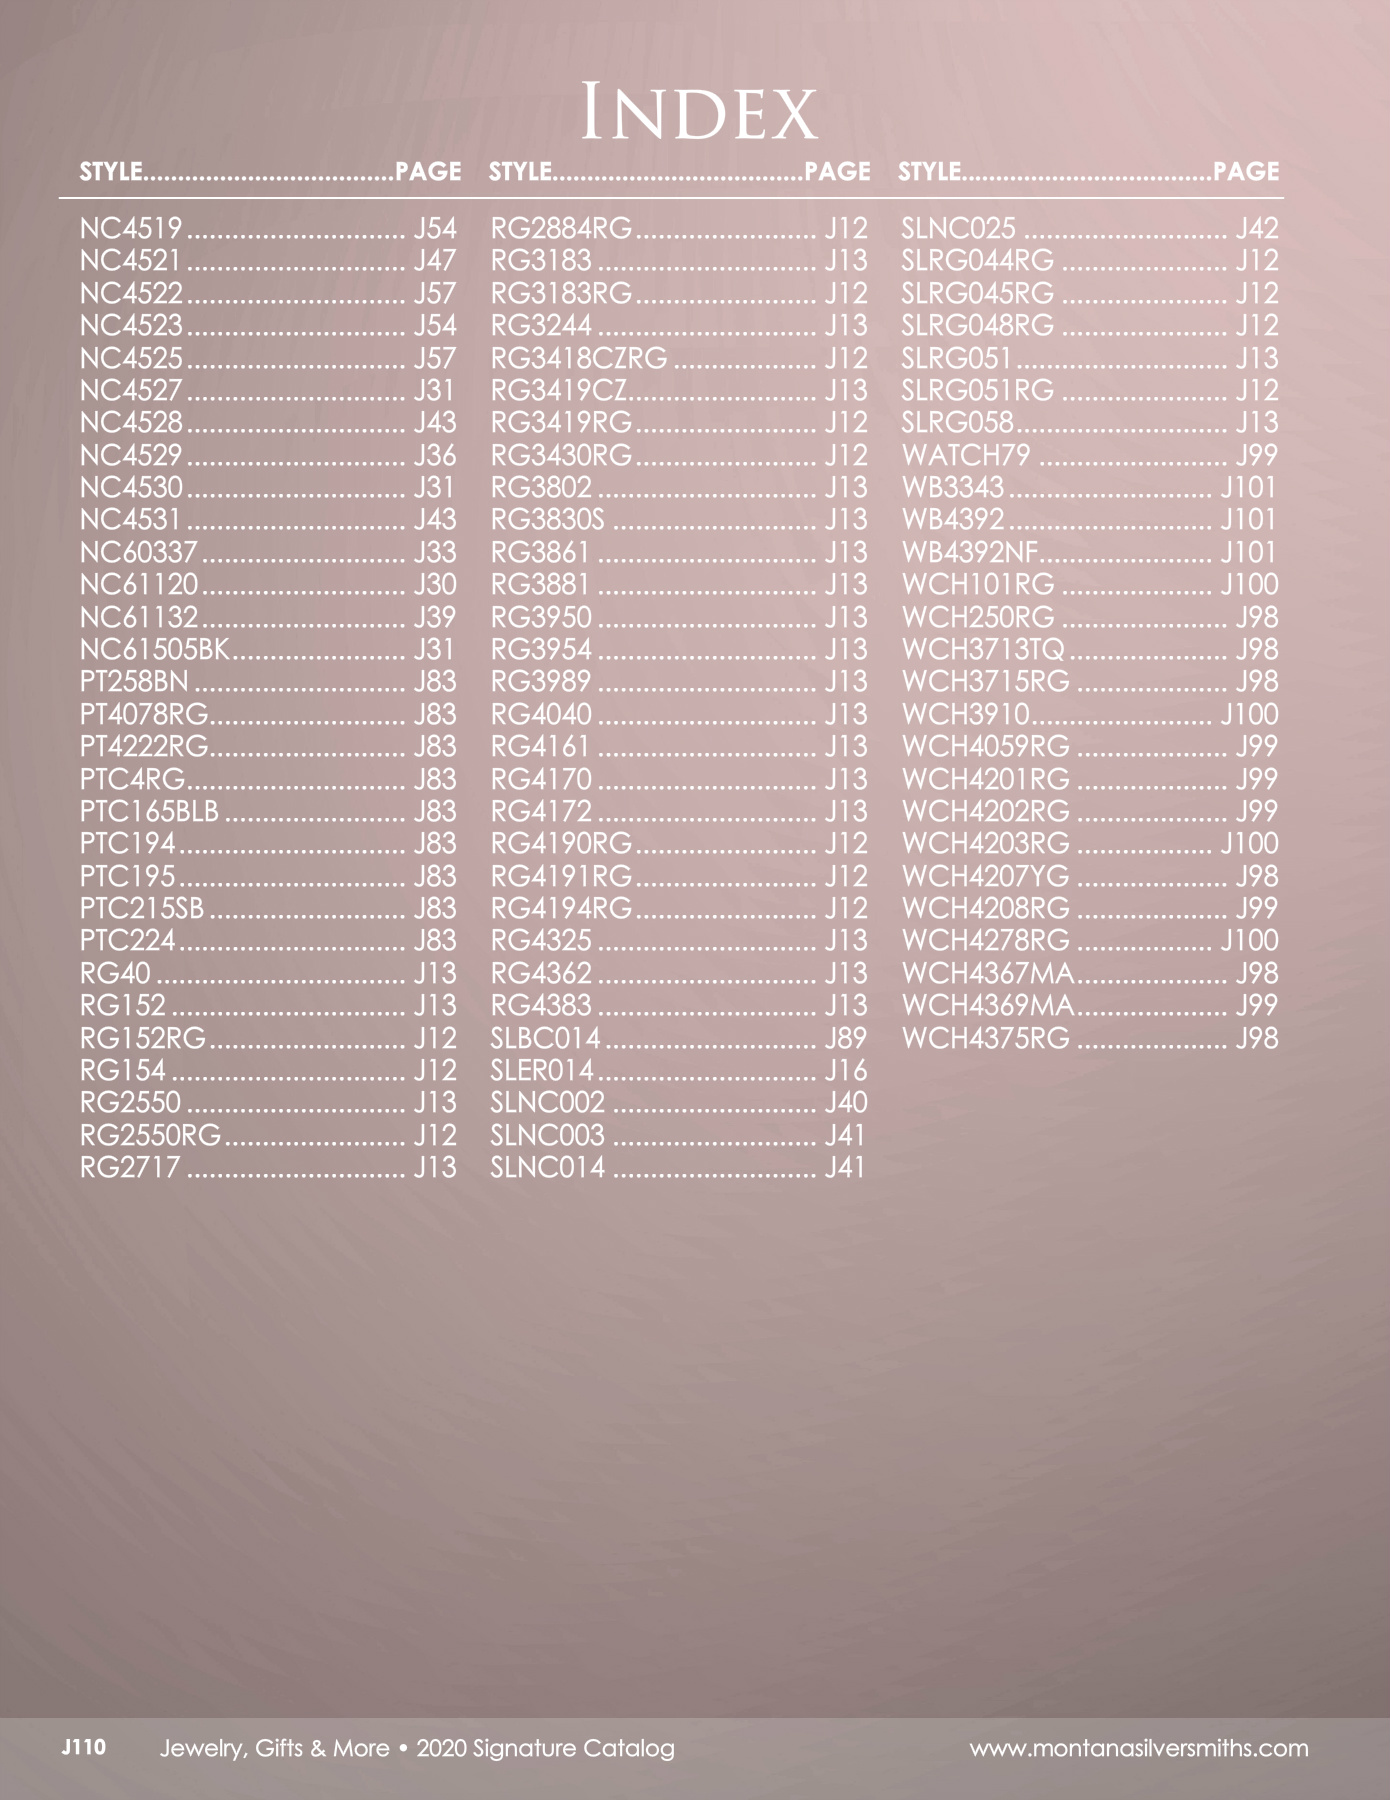 INDEX
STYLE....................................PAGE
NC4519 ............................. J54
NC4521 ............................. J47
NC4522 ............................. J57
NC4523 ............................. J54
NC4525 ............................. J57
NC4527 ............................. J31
NC4528 ............................. J43
NC4529 ............................. J36
NC4530 ............................. J31
NC4531 ............................. J43
NC60337 ........................... J33
NC61120 ........................... J30
NC61132 ........................... J39
NC61505BK....................... J31
PT258BN ............................ J83
PT4078RG.......................... J83
PT4222RG.......................... J83
PTC4RG............................. J83
PTC165BLB ........................ J83
PTC194 .............................. J83
PTC195 .............................. J83
PTC215SB .......................... J83
PTC224 .............................. J83
RG40 ................................. J13
RG152 ............................... J13
RG152RG .......................... J12
RG154 ............................... J12
RG2550 ............................. J13
RG2550RG ........................ J12
RG2717 ............................. J13
STYLE....................................PAGE
RG2884RG ........................ J12
RG3183 ............................. J13
RG3183RG ........................ J12
RG3244 ............................. J13
RG3418CZRG ................... J12
RG3419CZ......................... J13
RG3419RG ........................ J12
RG3430RG ........................ J12
RG3802 ............................. J13
RG3830S ........................... J13
RG3861 ............................. J13
RG3881 ............................. J13
RG3950 ............................. J13
RG3954 ............................. J13
RG3989 ............................. J13
RG4040 ............................. J13
RG4161 ............................. J13
RG4170 ............................. J13
RG4172 ............................. J13
RG4190RG ........................ J12
RG4191RG ........................ J12
RG4194RG ........................ J12
RG4325 ............................. J13
RG4362 ............................. J13
RG4383 ............................. J13
SLBC014 ............................ J89
SLER014 ............................. J16
SLNC002 ........................... J40
SLNC003 ........................... J41
SLNC014 ........................... J41
STYLE....................................PAGE
SLNC025 ........................... J42
SLRG044RG ...................... J12
SLRG045RG ...................... J12
SLRG048RG ...................... J12
SLRG051 ............................ J13
SLRG051RG ...................... J12
SLRG058 ............................ J13
WATCH79 ......................... J99
WB3343 ........................... J101
WB4392 ........................... J101
WB4392NF....................... J101
WCH101RG .................... J100
WCH250RG ...................... J98
WCH3713TQ ..................... J98
WCH3715RG .................... J98
WCH3910........................ J100
WCH4059RG .................... J99
WCH4201RG .................... J99
WCH4202RG .................... J99
WCH4203RG .................. J100
WCH4207YG .................... J98
WCH4208RG .................... J99
WCH4278RG .................. J100
WCH4367MA.................... J98
WCH4369MA.................... J99
WCH4375RG .................... J98
J110 Jewelry, Gifts & More • 2020 Signature Catalog www.montanasilversmiths.com